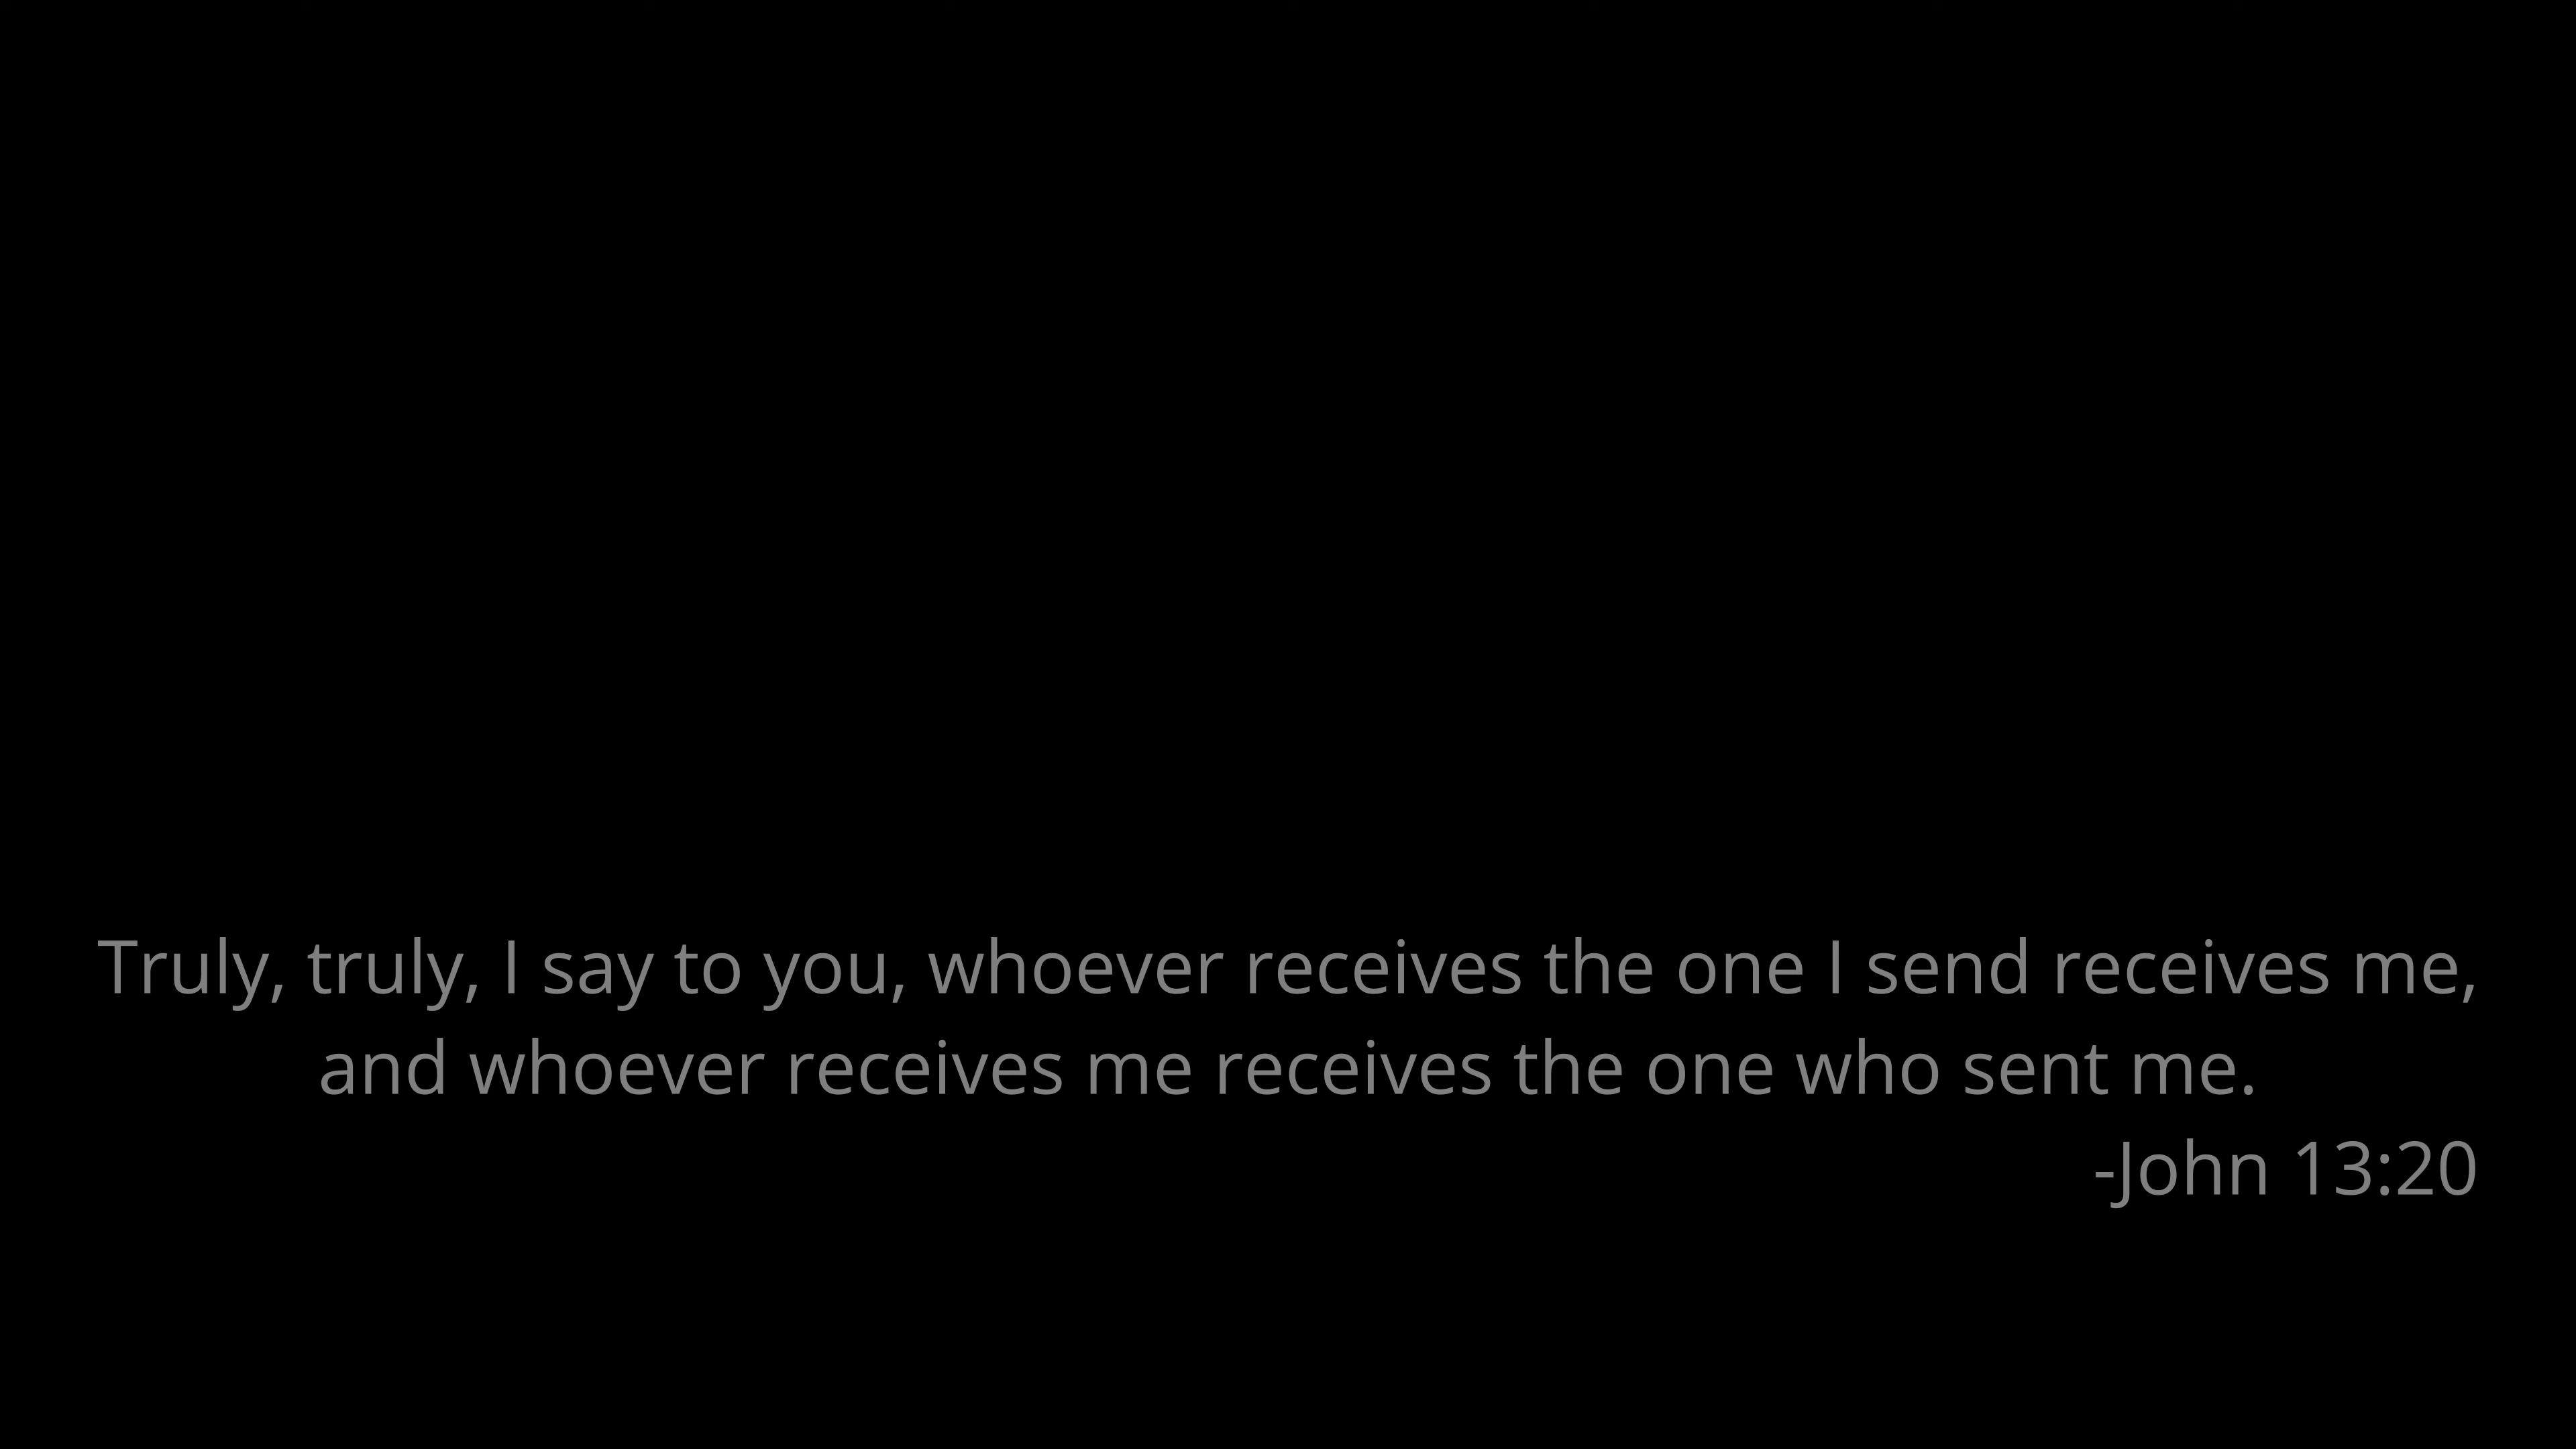 Truly, truly, I say to you, whoever receives the one I send receives me,
and whoever receives me receives the one who sent me.
-John 13:20